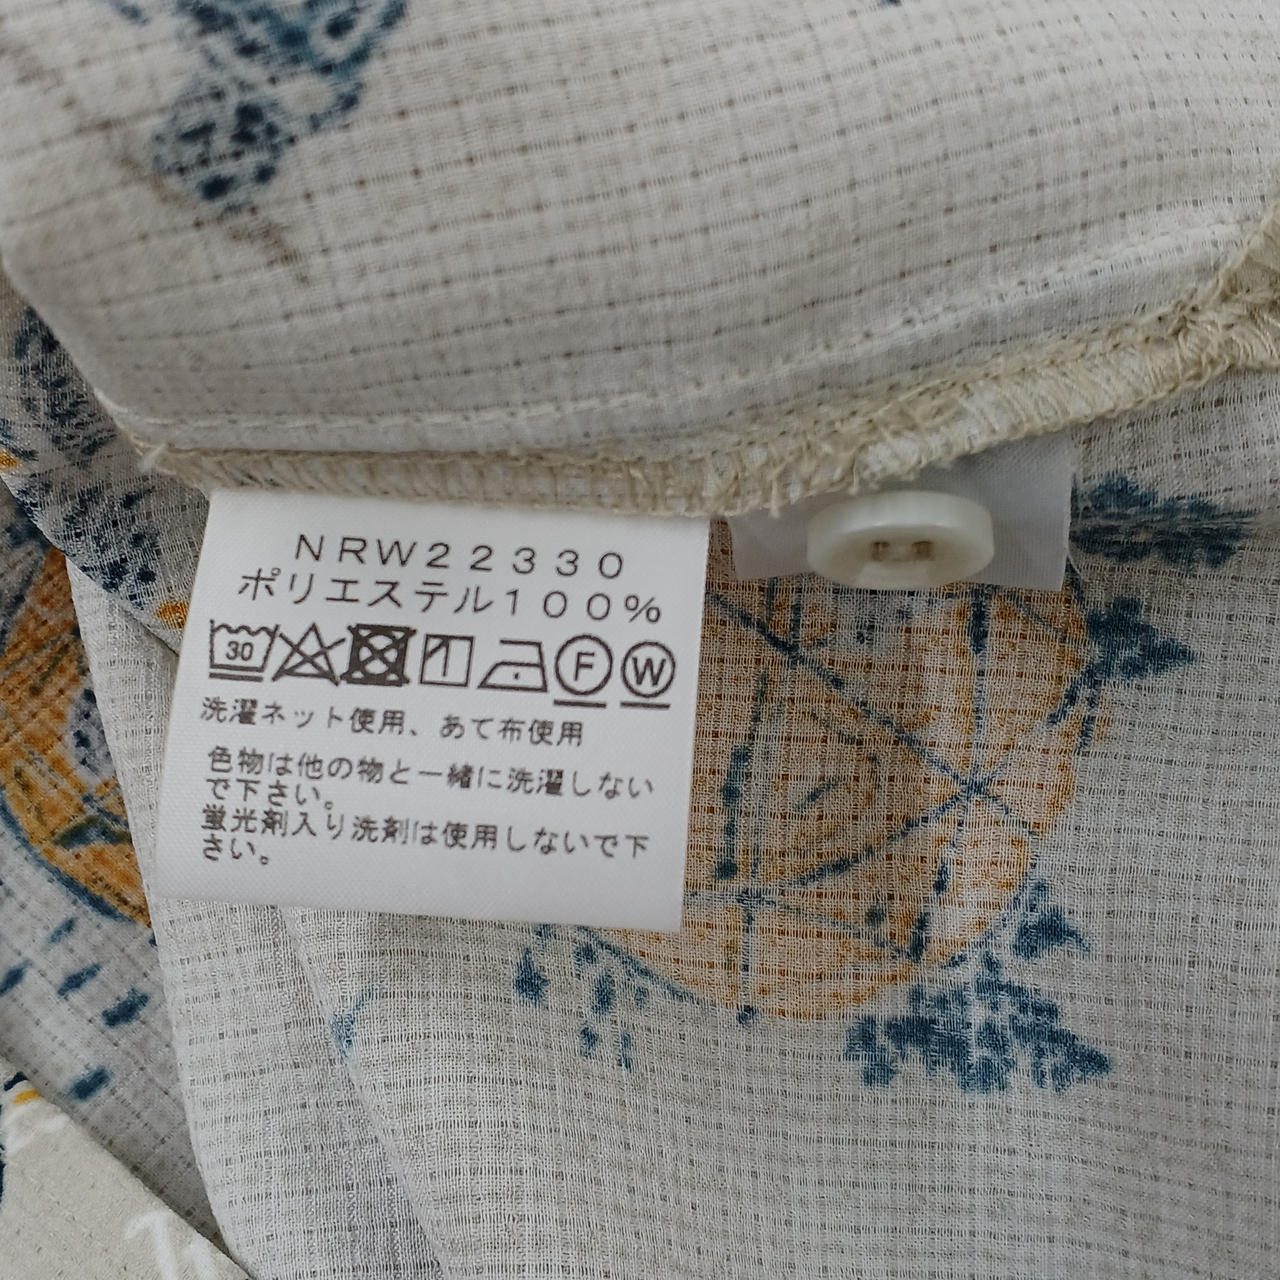 NRW22330
ポリエステル100%
30 F W
洗濯ネット使用、あて布使用
色物は他の物と一緒に洗濯しない
で下さい。
蛍光剤入り洗剤は使用しないで下
さい。